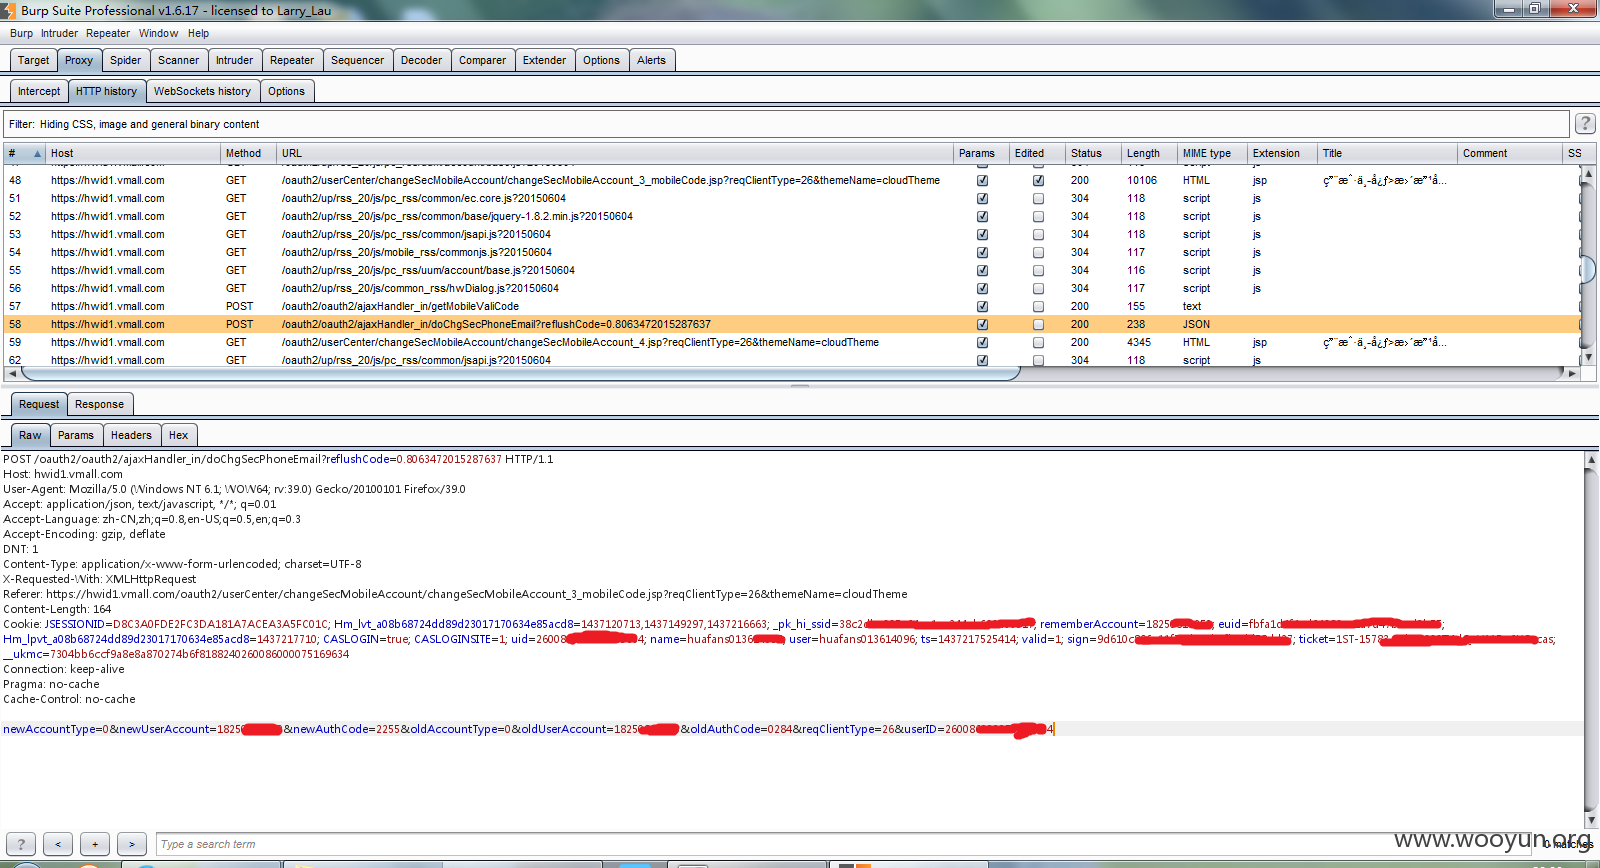 Burp Suite Professional v1.6.17 - licensed to Larry_Lau
Burp Intruder Repeater Window Help
Target Proxy Spider Scanner Intruder Repeater Sequencer Decoder Comparer Extender Options Alerts
Intercept HTTP history WebSockets history Options
Filter: Hiding CSS, image and general binary content ?
# Host Method URL Params Edited Status Length MIME type Extension Title Comment SS
48 https://hwid1.vmall.com GET /oauth2/userCenter/changeSecMobileAccount/changeSecMobileAccount_3_mobileCode.jsp?reqClientType=26&themeName=cloudTheme 200 10106 HTML jsp
51 https://hwid1.vmall.com GET /oauth2/up/rss_20/js/pc_rss/common/ec.core.js?20150604 304 118 script js
52 https://hwid1.vmall.com GET /oauth2/up/rss_20/js/pc_rss/common/base/jquery-1.8.2.min.js?20150604 304 118 script js
53 https://hwid1.vmall.com GET /oauth2/up/rss_20/js/pc_rss/common/jsapi.js?20150604 304 118 script js
54 https://hwid1.vmall.com GET /oauth2/up/rss_20/js/mobile_rss/commonjs.js?20150604 304 117 script js
55 https://hwid1.vmall.com GET /oauth2/up/rss_20/js/pc_rss/uum/account/base.js?20150604 304 116 script js
56 https://hwid1.vmall.com GET /oauth2/up/rss_20/js/common_rss/hwDialog.js?20150604 304 117 script js
57 https://hwid1.vmall.com POST /oauth2/oauth2/ajaxHandler_in/getMobileValiCode 200 155 text
58 https://hwid1.vmall.com POST /oauth2/oauth2/ajaxHandler_in/doChgSecPhoneEmail?reflushCode=0.8063472015287637 200 238 JSON
59 https://hwid1.vmall.com GET /oauth2/userCenter/changeSecMobileAccount/changeSecMobileAccount_4.jsp?reqClientType=26&themeName=cloudTheme 200 4345 HTML jsp
62 https://hwid1.vmall.com GET /oauth2/up/rss_20/js/pc_rss/common/jsapi.js?20150604 304 118 script js
Request Response
Raw Params Headers Hex
POST /oauth2/oauth2/ajaxHandler_in/doChgSecPhoneEmail?reflushCode=0.8063472015287637 HTTP/1.1
Host: hwid1.vmall.com
User-Agent: Mozilla/5.0 (Windows NT 6.1; WOW64; rv:39.0) Gecko/20100101 Firefox/39.0
Accept: application/json, text/javascript, */*; q=0.01
Accept-Language: zh-CN,zh;q=0.8,en-US;q=0.5,en;q=0.3
Accept-Encoding: gzip, deflate
DNT: 1
Content-Type: application/x-www-form-urlencoded; charset=UTF-8
X-Requested-With: XMLHttpRequest
Referer: https://hwid1.vmall.com/oauth2/userCenter/changeSecMobileAccount/changeSecMobileAccount_3_mobileCode.jsp?reqClientType=26&themeName=cloudTheme
Content-Length: 164
Cookie: JSESSIONID=D8C3A0FDE2FC3DA181A7ACEA3A5FC01C; Hm_lvt_a08b68724dd89d23017170634e85acd8=1437120713,1437149297,1437216663; _pk_hi_ssid=38c2 rememberAccount=1825 euid=fbfa1
Hm_lpvt_a08b68724dd89d23017170634e85acd8=1437217710; CASLOGIN=true; CASLOGINSITE=1; uid=26008 4; name=huafans0136 user=huafans013614096; ts=1437217525414; valid=1; sign=9d610c ; ticket=1ST-1578 cas;
__ukmc=7304bb6ccf9a8e8a870274b6f818824026008600007516963​4
Connection: keep-alive
Pragma: no-cache
Cache-Control: no-cache
newAccountType=0&newUserAccount=1825 &newAuthCode=2255&oldAccountType=0&oldUserAccount=1825 &oldAuthCode=0284&reqClientType=26&userID=26008 4
? < + > Type a search term 0 matches
www.wooyun.org